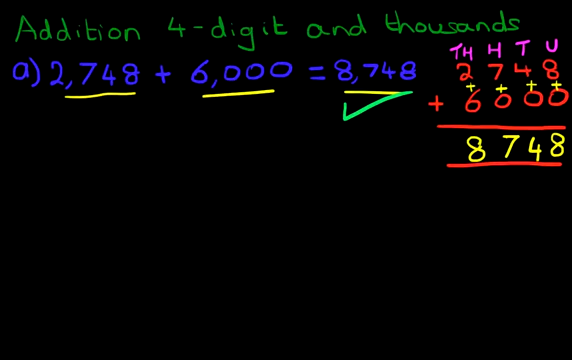 Addition 4-digit and thousands
a) 2,748 + 6,000 = 8,748
TH H T U
2 7 4 8
+ + + +
+ 6 0 0 0
8 7 4 8